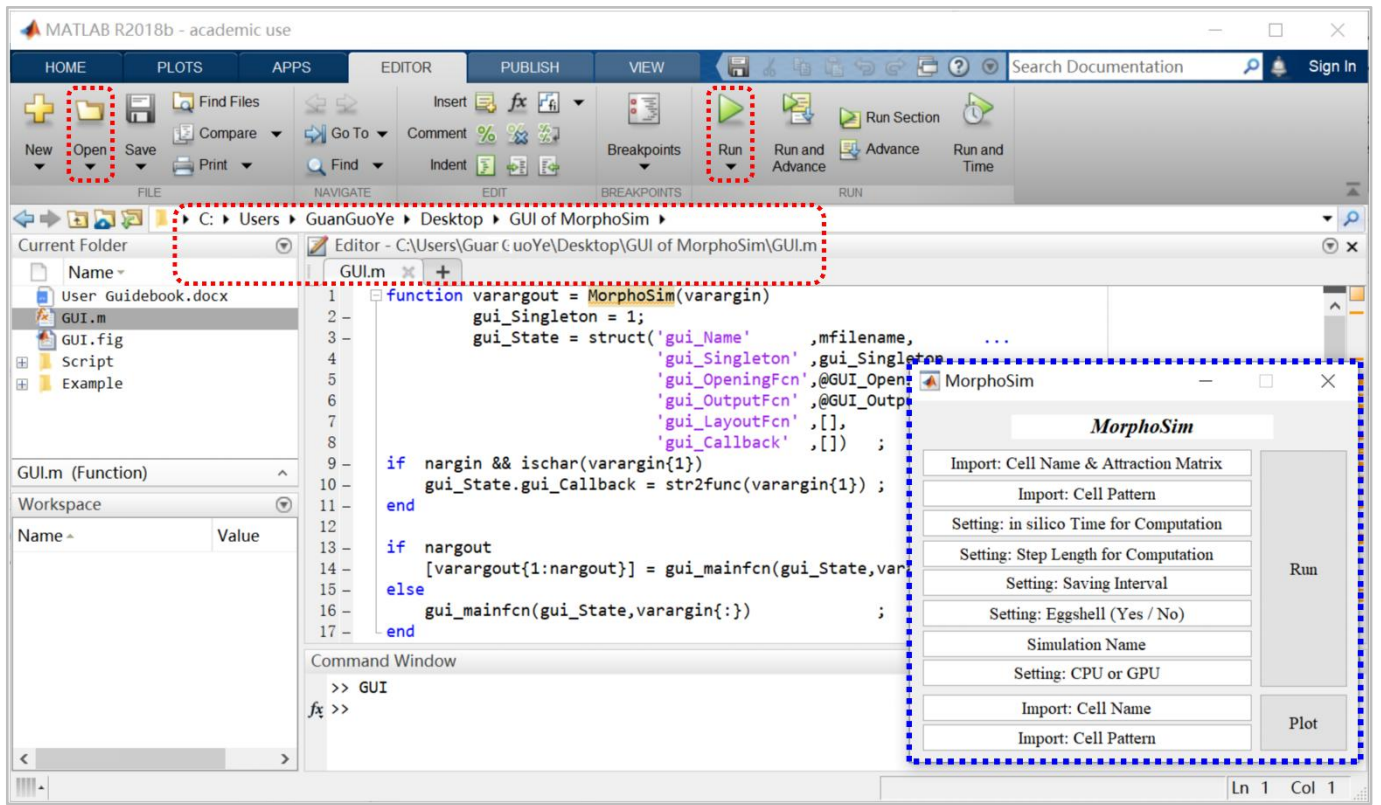 MATLAB R2018b - academic use
HOME PLOTS APPS EDITOR PUBLISH VIEW Search Documentation Sign In
New Open Save Find Files Compare Print
FILE
Go To Find
NAVIGATE
Insert fx
Comment
Indent
EDIT
Breakpoints
BREAKPOINTS
Run Run and Advance Run Section Advance Run and Time
RUN
C: Users GuanGuoYe Desktop GUI of MorphoSim
Current Folder
Name
User Guidebook.docx
GUI.m
GUI.fig
Script
Example
GUI.m (Function)
Workspace
Name Value
Editor - C:\Users\GuanGuoYe\Desktop\GUI of MorphoSim\GUI.m
GUI.m +
1 function varargout = MorphoSim(varargin)
2 – gui_Singleton = 1;
3 – gui_State = struct('gui_Name' ,mfilename, ...
4 'gui_Singleton' ,gui_Singleton
5 'gui_OpeningFcn',@GUI_Open
6 'gui_OutputFcn' ,@GUI_Outp
7 'gui_LayoutFcn' ,[],
8 'gui_Callback' ,[]) ;
9 – if nargin && ischar(varargin{1})
10 – gui_State.gui_Callback = str2func(varargin{1}) ;
11 – end
12
13 – if nargout
14 – [varargout{1:nargout}] = gui_mainfcn(gui_State,var
15 – else
16 – gui_mainfcn(gui_State,varargin{:}) ;
17 – end
Command Window
>> GUI
fx >>
MorphoSim
MorphoSim
Import: Cell Name & Attraction Matrix
Import: Cell Pattern
Setting: in silico Time for Computation
Setting: Step Length for Computation
Setting: Saving Interval
Setting: Eggshell (Yes / No)
Simulation Name
Setting: CPU or GPU
Run
Import: Cell Name
Import: Cell Pattern
Plot
Ln 1 Col 1